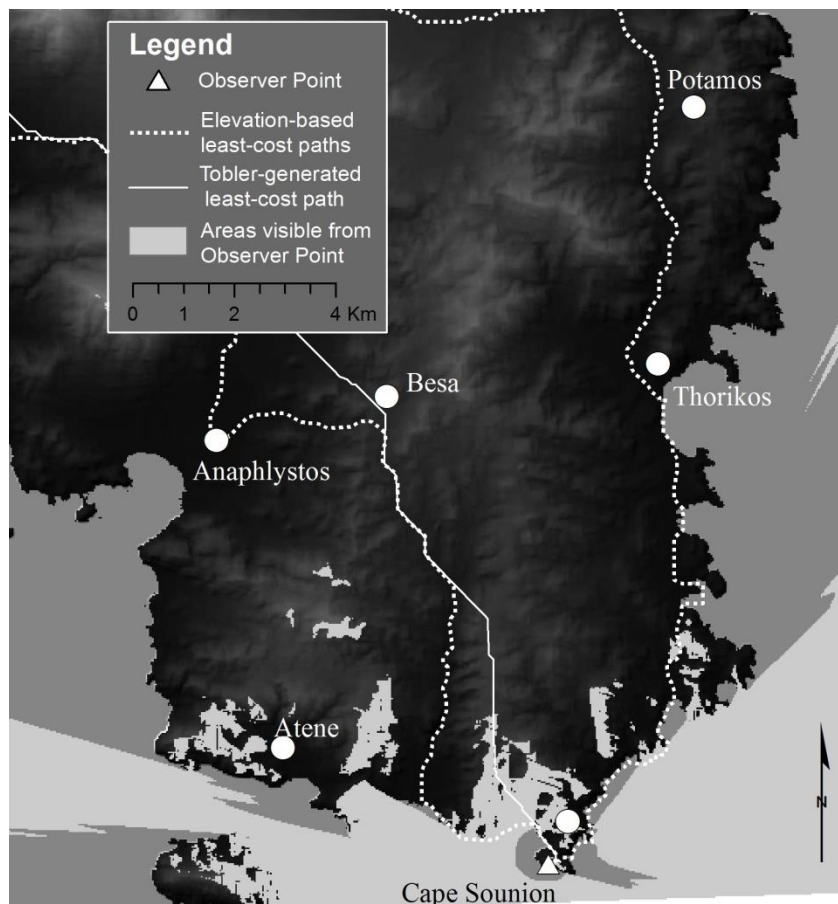 Legend
Observer Point
Elevation-based
least-cost paths
Tobler-generated
least-cost path
Areas visible from
Observer Point
0 1 2 4 Km
Potamos
Besa
Thorikos
Anaphlystos
Atene
Cape Sounion
N